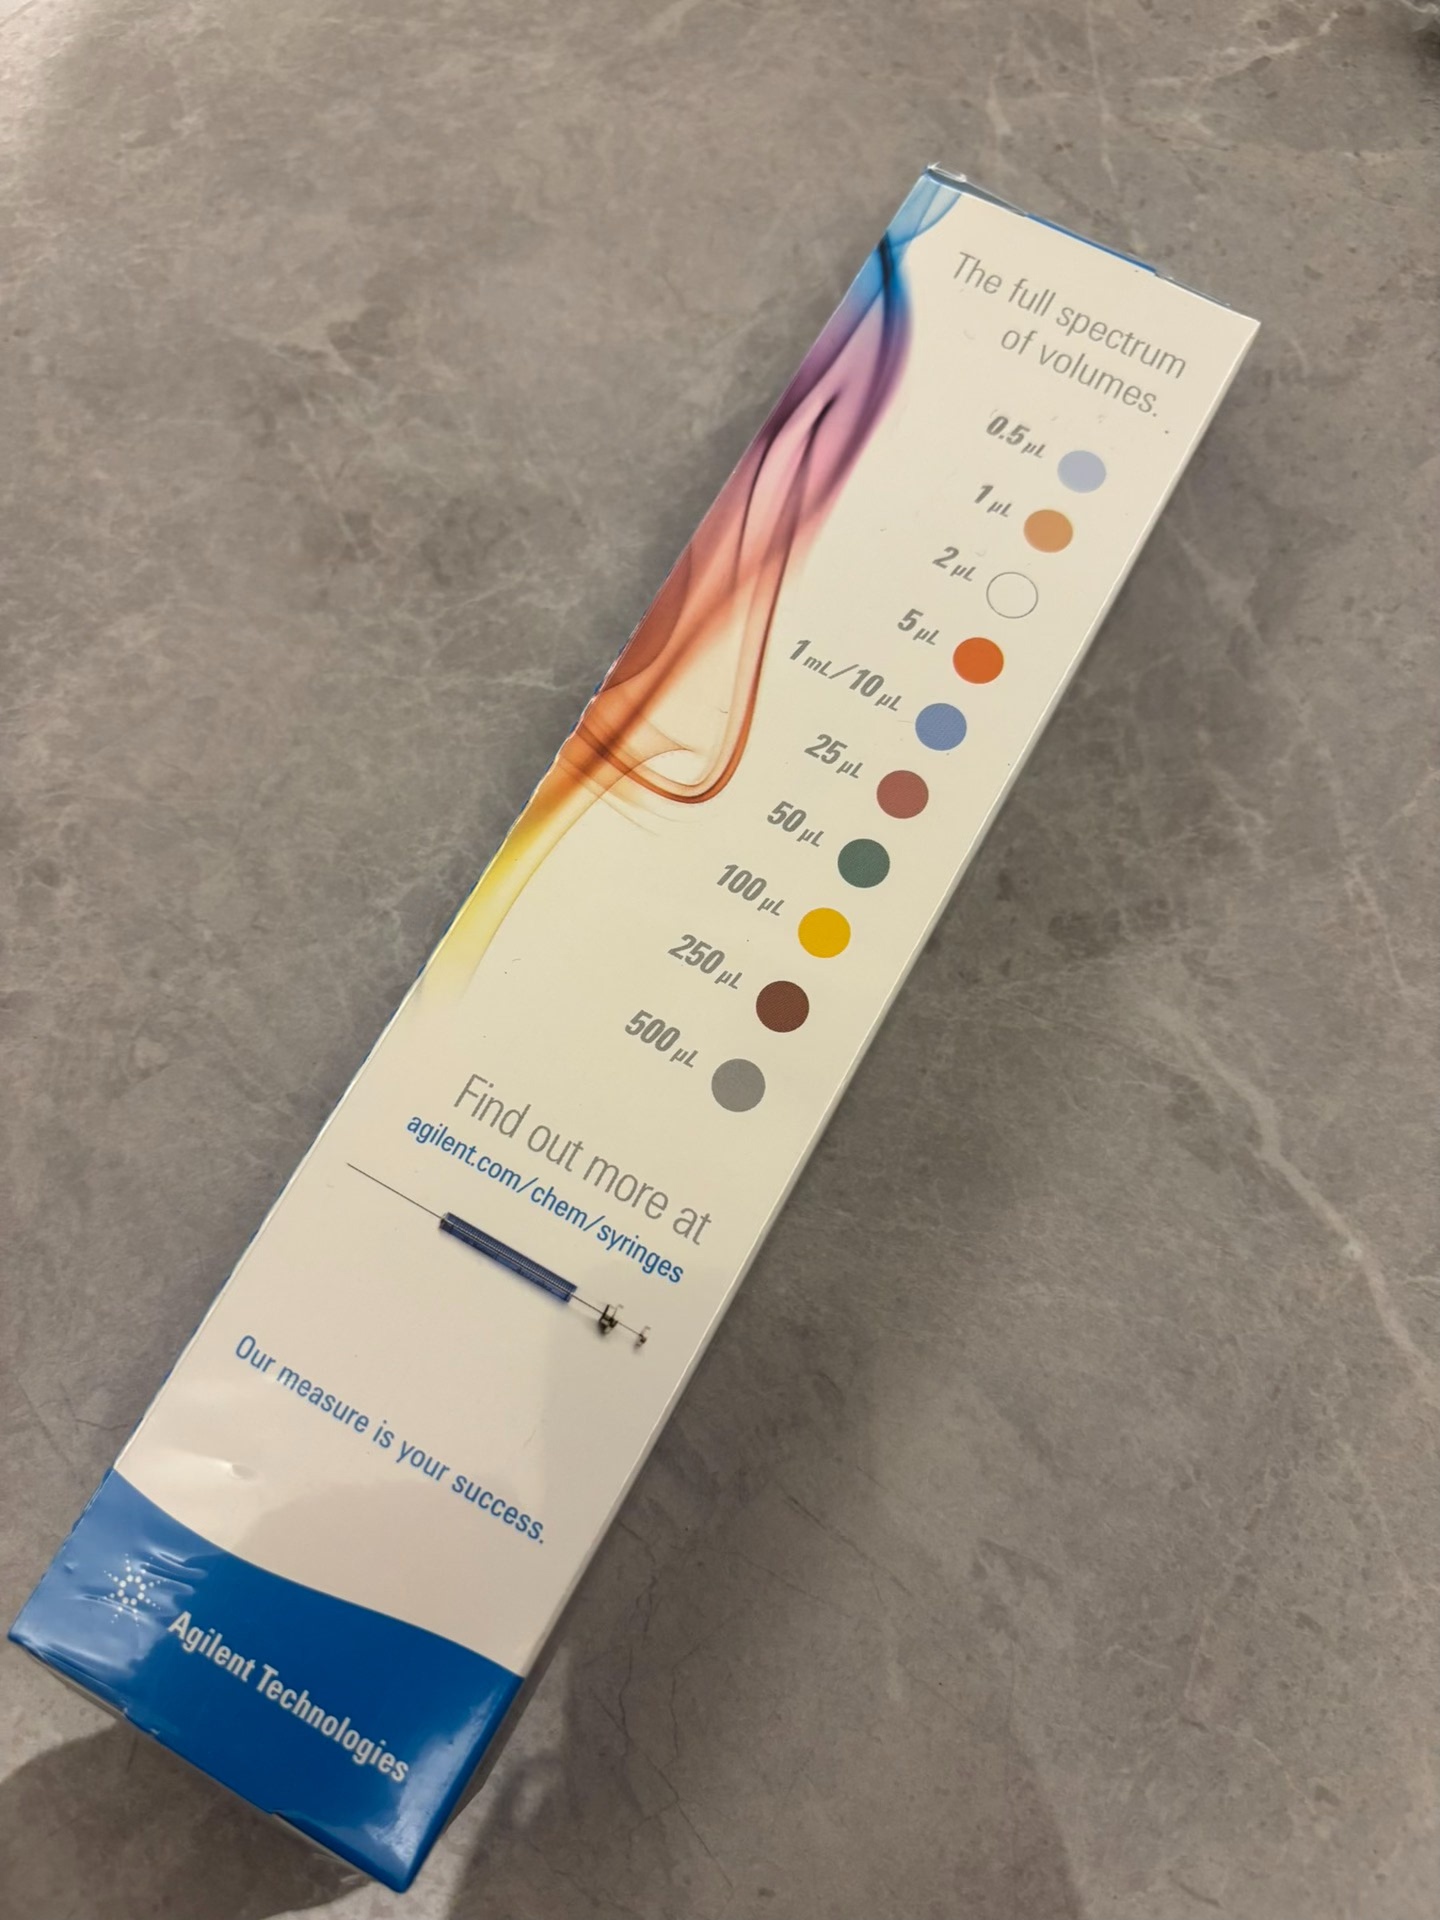 The full spectrum
of volumes.
0.5 µL
1 µL
2 µL
5 µL
1 mL/10 µL
25 µL
50 µL
100 µL
250 µL
500 µL
Find out more at
agilent.com/chem/syringes
Our measure is your success.
Agilent Technologies